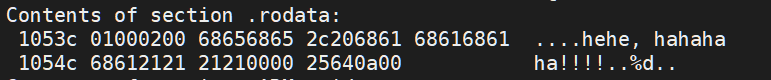 Contents of section .rodata:
 1053c 01000200 68656865 2c206861 68616861  ....hehe, hahaha
 1054c 68612121 21210000 25640a00           ha!!!!..%d..